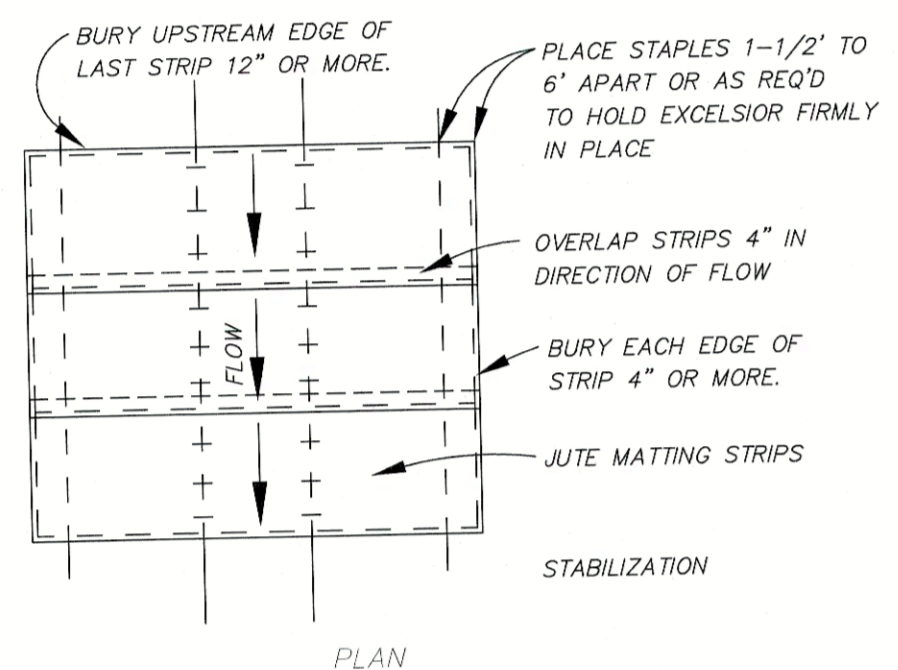 BURY UPSTREAM EDGE OF
LAST STRIP 12" OR MORE.
PLACE STAPLES 1-1/2' TO
6' APART OR AS REQ'D
TO HOLD EXCELSIOR FIRMLY
IN PLACE
OVERLAP STRIPS 4" IN
DIRECTION OF FLOW
FLOW
BURY EACH EDGE OF
STRIP 4" OR MORE.
JUTE MATTING STRIPS
STABILIZATION
PLAN